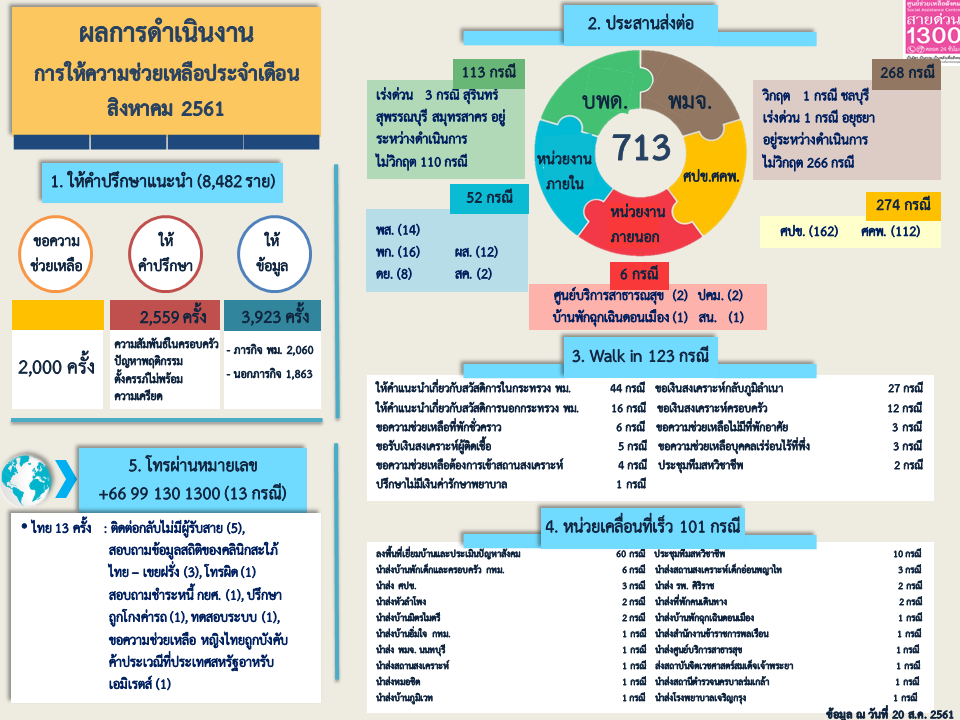 ผลการดำเนินงาน
การให้ความช่วยเหลือประจำเดือน
สิงหาคม 2561
1. ให้คำปรึกษาแนะนำ (8,482 ราย)
ขอความ
ช่วยเหลือ
ให้
คำปรึกษา
ให้
ข้อมูล
2,000 ครั้ง
2,559 ครั้ง
ความสัมพันธ์ในครอบครัว
ปัญหาพฤติกรรม
ตั้งครรภ์ไม่พร้อม
ความเครียด
3,923 ครั้ง
- ภารกิจ พม. 2,060
- นอกภารกิจ 1,863
5. โทรผ่านหมายเลข
+66 99 130 1300 (13 กรณี)
• ไทย 13 ครั้ง : ติดต่อกลับไม่มีผู้รับสาย (5),
สอบถามข้อมูลสถิติของคลินิกสะใภ้
ไทย – เขยฝรั่ง (3), โทรผิด (1)
สอบถามชำระหนี้ กยศ. (1), ปรึกษา
ถูกโกงค่ารถ (1), ทดสอบระบบ (1),
ขอความช่วยเหลือ หญิงไทยถูกบังคับ
ค้าประเวณีที่ประเทศสหรัฐอาหรับ
เอมิเรตส์ (1)
2. ประสานส่งต่อ
สายด่วน
1300
113 กรณี
เร่งด่วน 3 กรณี สุรินทร์
สุพรรณบุรี สมุทรสาคร อยู่
ระหว่างดำเนินการ
ไม่วิกฤต 110 กรณี
52 กรณี
พส. (14)
พก. (16) ผส. (12)
ดย. (8) สค. (2)
บพด.
พมจ.
713
หน่วยงาน
ภายใน
ศปข.ศคพ.
หน่วยงาน
ภายนอก
268 กรณี
วิกฤต 1 กรณี ชลบุรี
เร่งด่วน 1 กรณี อยุธยา
อยู่ระหว่างดำเนินการ
ไม่วิกฤต 266 กรณี
274 กรณี
ศปข. (162) ศคพ. (112)
6 กรณี
ศูนย์บริการสาธารณสุข (2) ปคม. (2)
บ้านพักฉุกเฉินดอนเมือง (1) สน. (1)
3. Walk in 123 กรณี
ให้คำแนะนำเกี่ยวกับสวัสดิการในกระทรวง พม. 44 กรณี ขอเงินสงเคราะห์กลับภูมิลำเนา 27 กรณี
ให้คำแนะนำเกี่ยวกับสวัสดิการนอกกระทรวง พม. 16 กรณี ขอเงินสงเคราะห์ครอบครัว 12 กรณี
ขอความช่วยเหลือที่พักชั่วคราว 6 กรณี ขอความช่วยเหลือไม่มีที่พักอาศัย 3 กรณี
ขอรับเงินสงเคราะห์ผู้ติดเชื้อ 5 กรณี ขอความช่วยเหลือบุคคลเร่ร่อนไร้ที่พึ่ง 3 กรณี
ขอความช่วยเหลือต้องการเข้าสถานสงเคราะห์ 4 กรณี ประชุมทีมสหวิชาชีพ 2 กรณี
ปรึกษาไม่มีเงินค่ารักษาพยาบาล 1 กรณี
4. หน่วยเคลื่อนที่เร็ว 101 กรณี
ลงพื้นที่เยี่ยมบ้านและประเมินปัญหาสังคม 60 กรณี ประชุมทีมสหวิชาชีพ 10 กรณี
นำส่งบ้านพักเด็กและครอบครัว กทม. 6 กรณี นำส่งสถานสงเคราะห์เด็กอ่อนพญาไท 3 กรณี
นำส่ง ศปข. 3 กรณี นำส่ง รพ. ศิริราช 2 กรณี
นำส่งหัวลำโพง 2 กรณี นำส่งที่พักคนเดินทาง 2 กรณี
นำส่งบ้านมิตรไมตรี 2 กรณี นำส่งบ้านพักฉุกเฉินดอนเมือง 1 กรณี
นำส่งบ้านอิ่มใจ กทม. 1 กรณี นำส่งสำนักงานข้าราชการพลเรือน 1 กรณี
นำส่ง พมจ. นนทบุรี 1 กรณี นำส่งศูนย์บริการสาธารสุข 1 กรณี
นำส่งสถานสงเคราะห์ 1 กรณี ส่งสถาบันจิตเวชศาสตร์สมเด็จเจ้าพระยา 1 กรณี
นำส่งหมอชิต 1 กรณี นำส่งสถานีตำรวจนครบาลร่มเกล้า 1 กรณี
นำส่งบ้านภูมิเวท 1 กรณี นำส่งโรงพยาบาลเจริญกรุง 1 กรณี
ข้อมูล ณ วันที่ 20 ส.ค. 2561